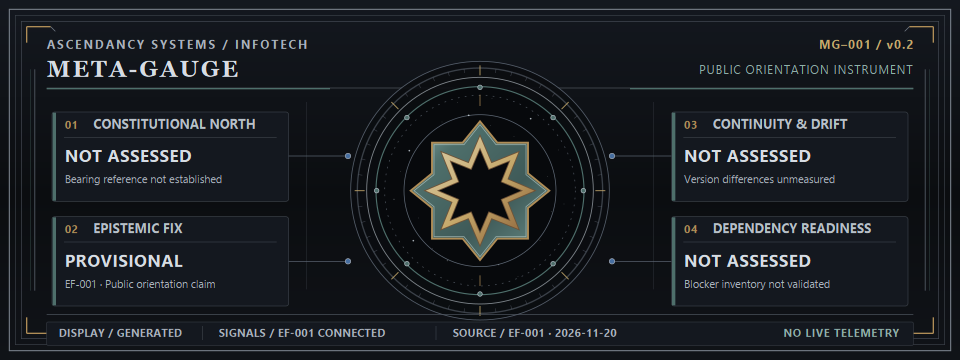 ASCENDANCY SYSTEMS / INFOTECH
META-GAUGE
MG–001 / v0.2
PUBLIC ORIENTATION INSTRUMENT
01 CONSTITUTIONAL NORTH
NOT ASSESSED
Bearing reference not established
02 EPISTEMIC FIX
PROVISIONAL
EF-001 · Public orientation claim
03 CONTINUITY & DRIFT
NOT ASSESSED
Version differences unmeasured
04 DEPENDENCY READINESS
NOT ASSESSED
Blocker inventory not validated
DISPLAY / GENERATED SIGNALS / EF-001 CONNECTED SOURCE / EF-001 · 2026-11-20 NO LIVE TELEMETRY